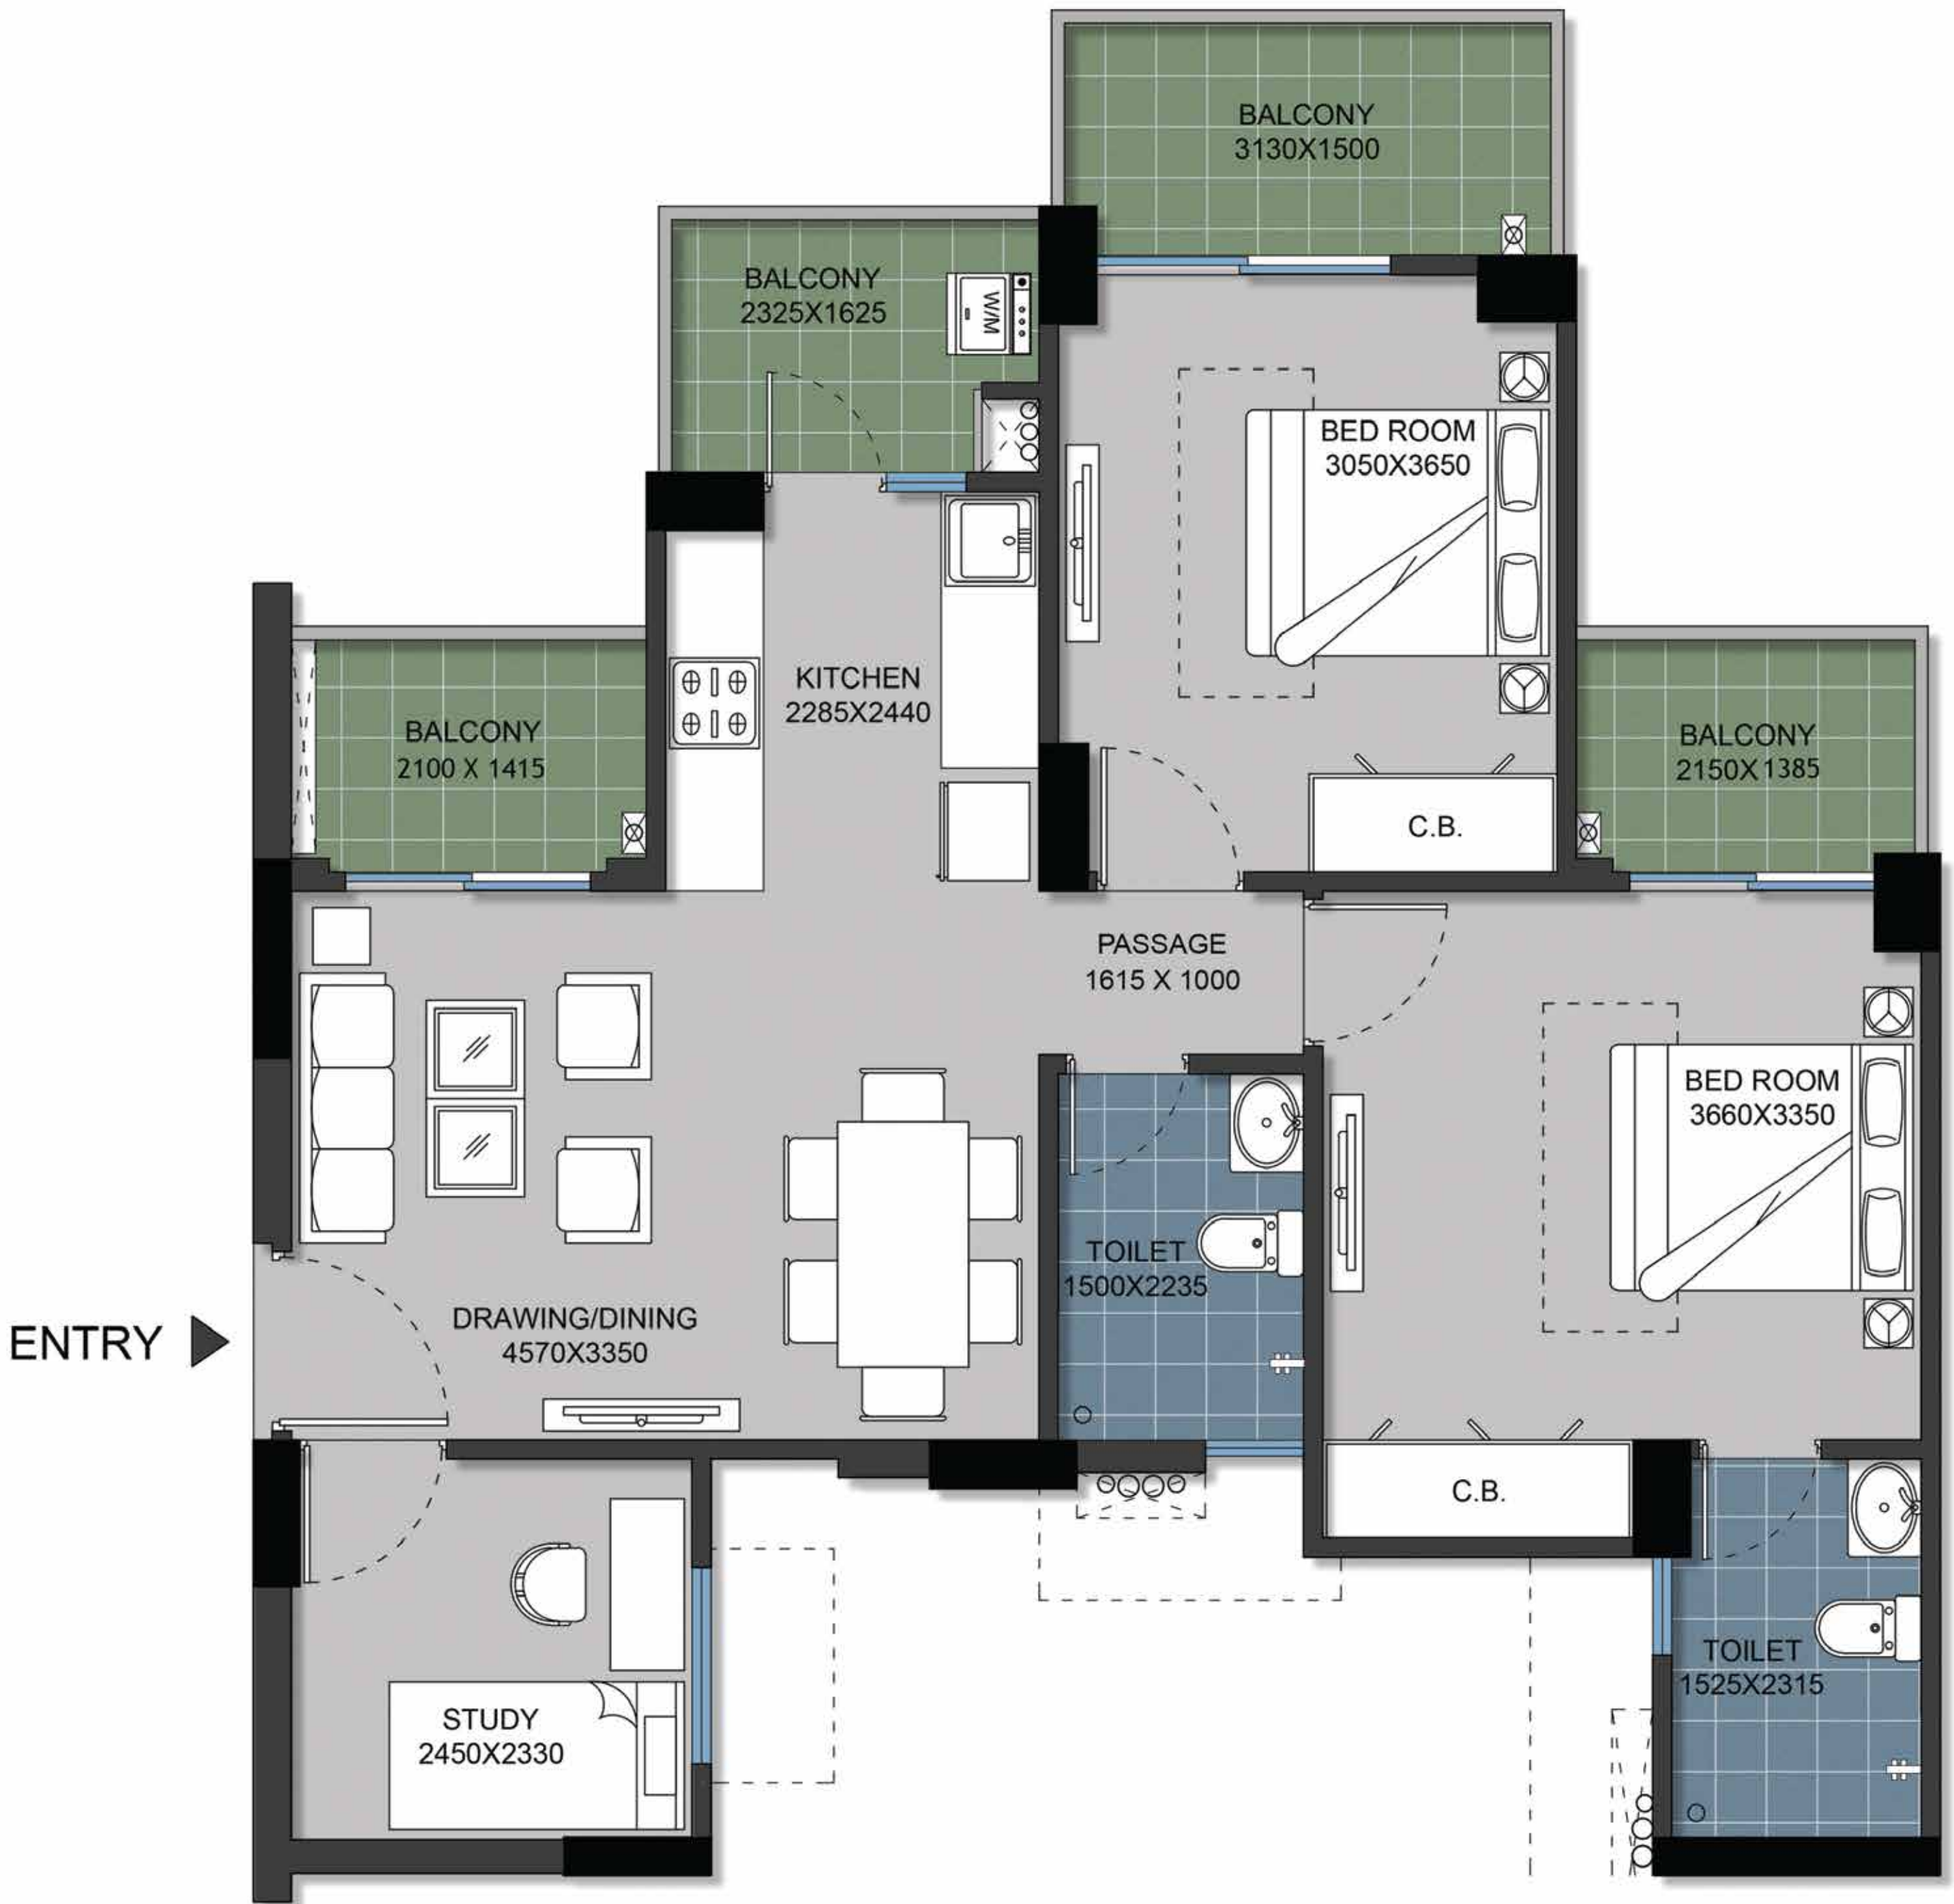 BALCONY
3130X1500
BALCONY
2325X1625
W/M
BED ROOM
3050X3650
KITCHEN
2285X2440
BALCONY
2100 X 1415
BALCONY
2150X1385
C.B.
PASSAGE
1615 X 1000
BED ROOM
3660X3350
TOILET
1500X2235
ENTRY
DRAWING/DINING
4570X3350
C.B.
TOILET
1525X2315
STUDY
2450X2330